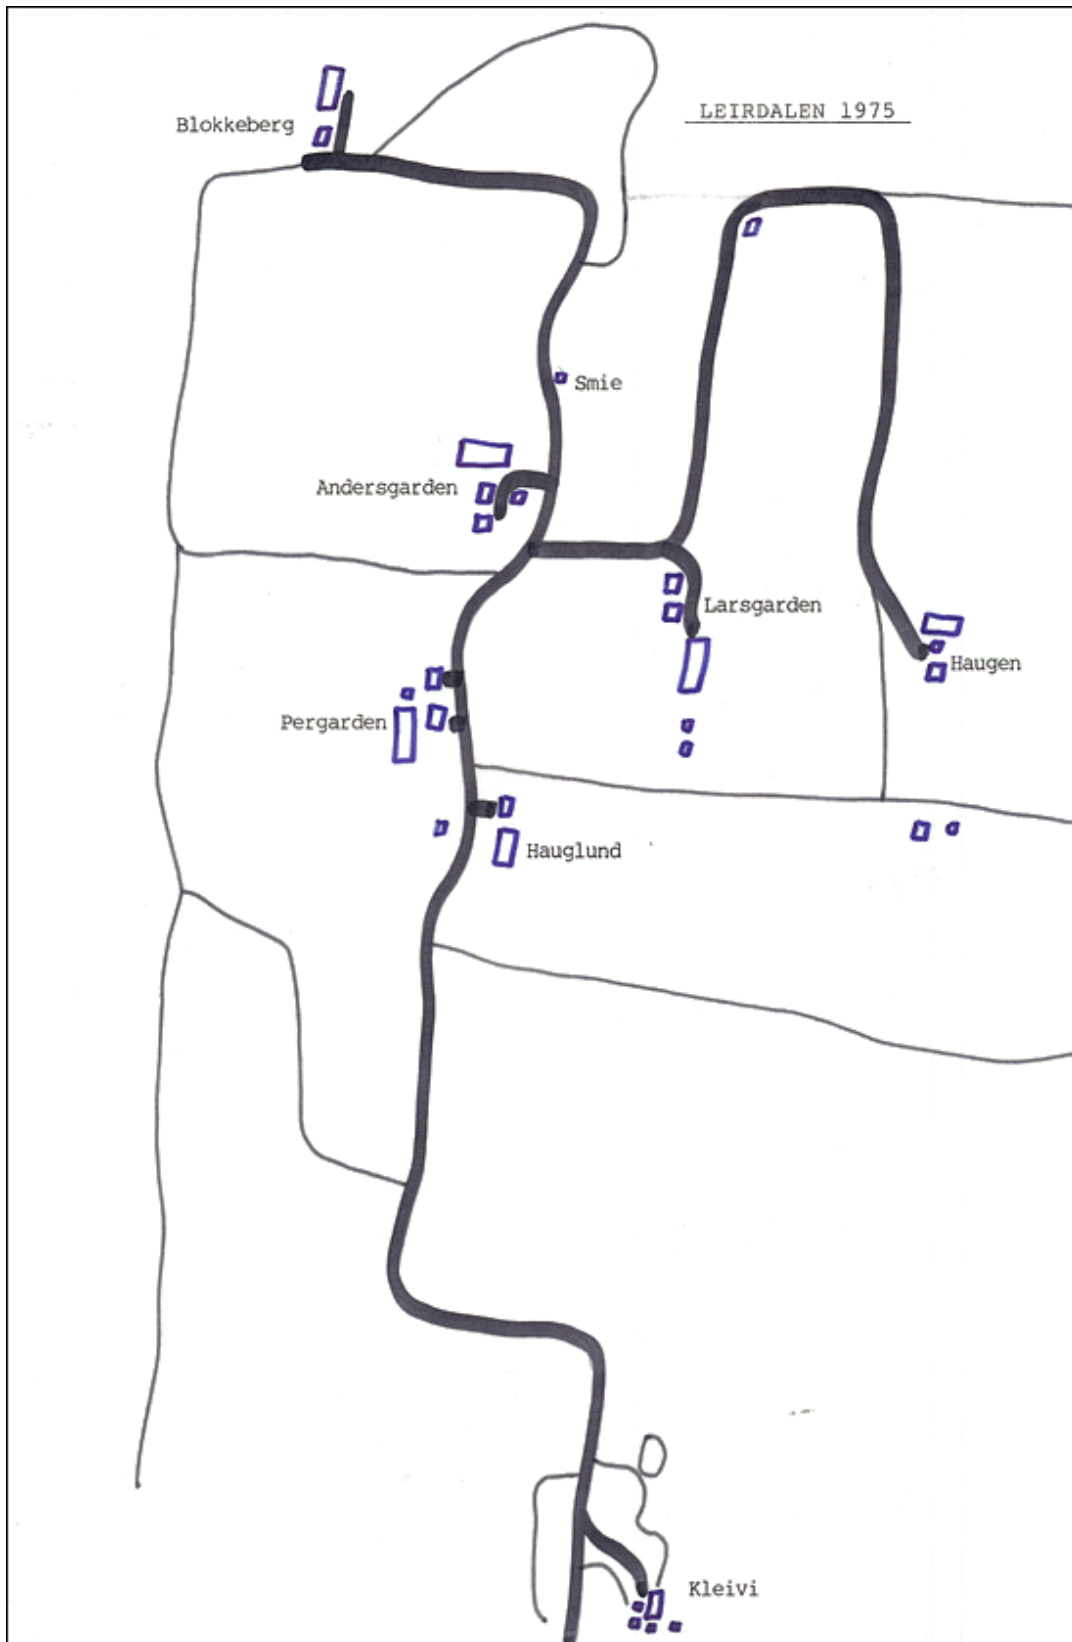 LEIRDALEN 1975
Blokkeberg
Smie
Andersgarden
Larsgarden
Haugen
Pergarden
Hauglund
Kleivi